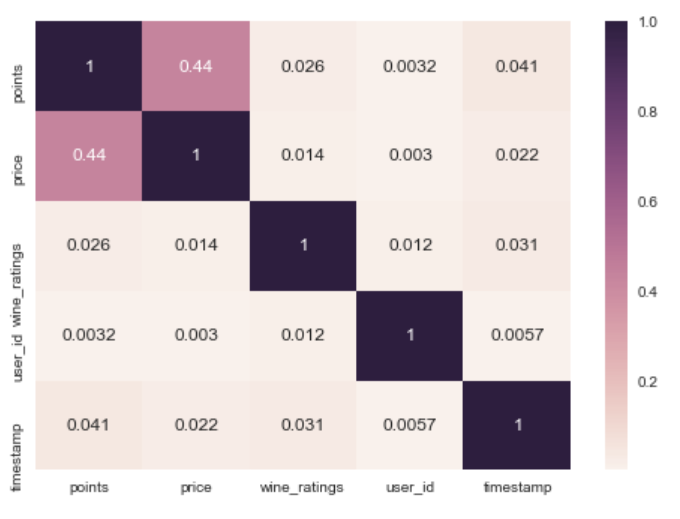 points 1 0.44 0.026 0.0032 0.041
price 0.44 1 0.014 0.003 0.022
wine_ratings 0.026 0.014 1 0.012 0.031
user_id 0.0032 0.003 0.012 1 0.0057
timestamp 0.041 0.022 0.031 0.0057 1
points price wine_ratings user_id timestamp
1.0
0.8
0.6
0.4
0.2